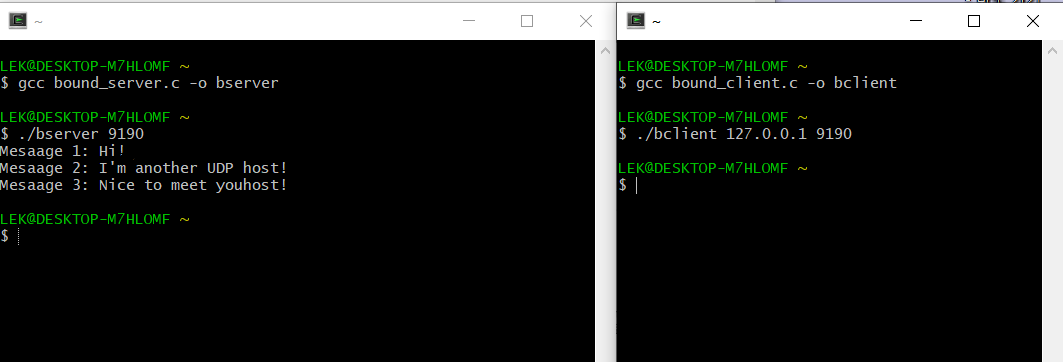 ~
LEK@DESKTOP-M7HLOMF ~
$ gcc bound_server.c -o bserver
LEK@DESKTOP-M7HLOMF ~
$ ./bserver 9190
Mesaage 1: Hi!
Mesaage 2: I'm another UDP host!
Mesaage 3: Nice to meet youhost!
LEK@DESKTOP-M7HLOMF ~
$
~
LEK@DESKTOP-M7HLOMF ~
$ gcc bound_client.c -o bclient
LEK@DESKTOP-M7HLOMF ~
$ ./bclient 127.0.0.1 9190
LEK@DESKTOP-M7HLOMF ~
$